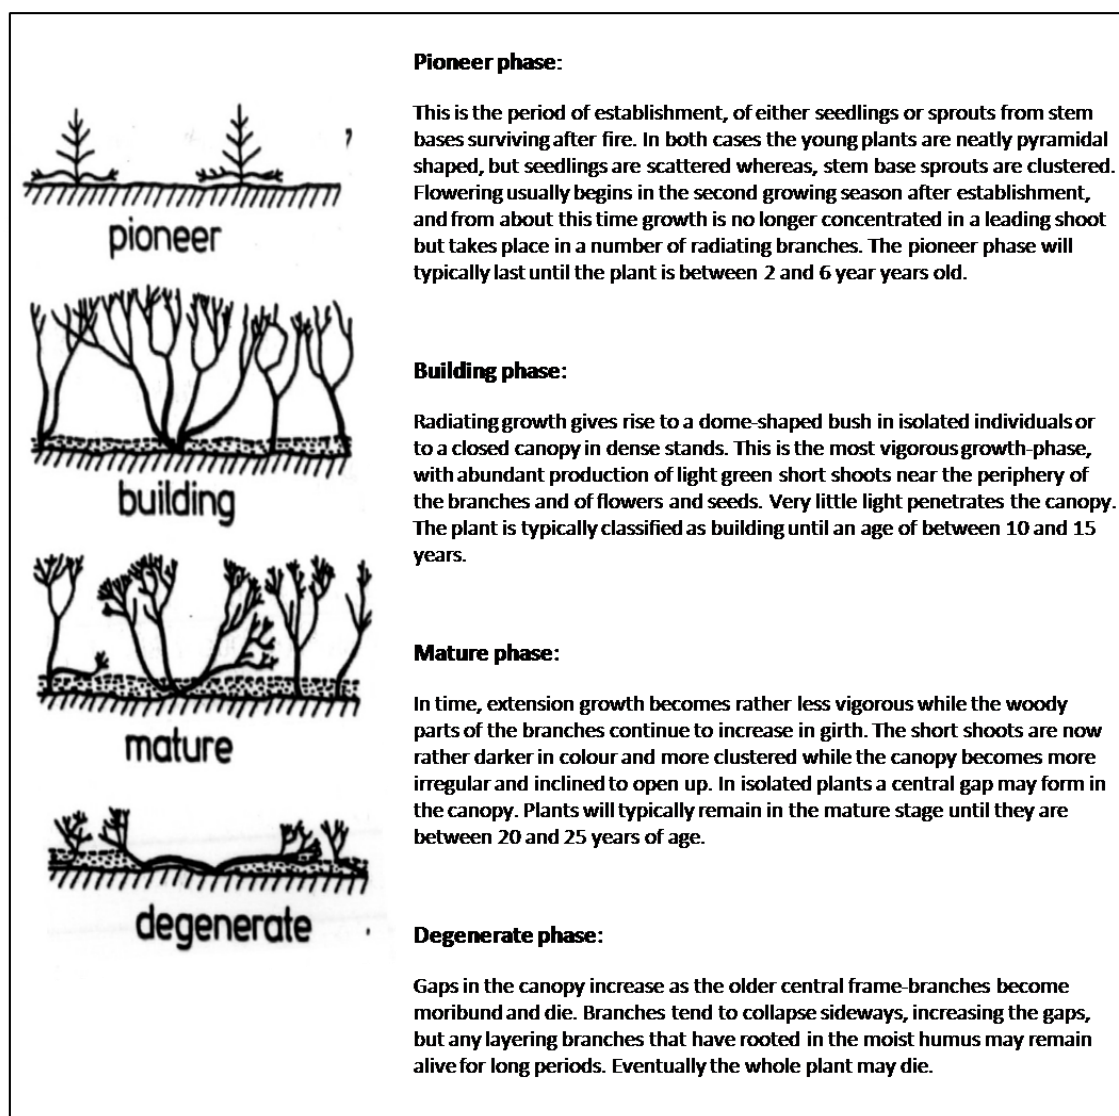 Pioneer phase:
This is the period of establishment, of either seedlings or sprouts from stem
bases surviving after fire. In both cases the young plants are neatly pyramidal
shaped, but seedlings are scattered whereas, stem base sprouts are clustered.
Flowering usually begins in the second growing season after establishment,
and from about this time growth is no longer concentrated in a leading shoot
but takes place in a number of radiating branches. The pioneer phase will
typically last until the plant is between 2 and 6 year years old.
pioneer
Building phase:
Radiating growth gives rise to a dome-shaped bush in isolated individuals or
to a closed canopy in dense stands. This is the most vigorous growth-phase,
with abundant production of light green short shoots near the periphery of
the branches and of flowers and seeds. Very little light penetrates the canopy.
The plant is typically classified as building until an age of between 10 and 15
years.
building
Mature phase:
In time, extension growth becomes rather less vigorous while the woody
parts of the branches continue to increase in girth. The short shoots are now
rather darker in colour and more clustered while the canopy becomes more
irregular and inclined to open up. In isolated plants a central gap may form in
the canopy. Plants will typically remain in the mature stage until they are
between 20 and 25 years of age.
mature
Degenerate phase:
Gaps in the canopy increase as the older central frame-branches become
moribund and die. Branches tend to collapse sideways, increasing the gaps,
but any layering branches that have rooted in the moist humus may remain
alive for long periods. Eventually the whole plant may die.
degenerate